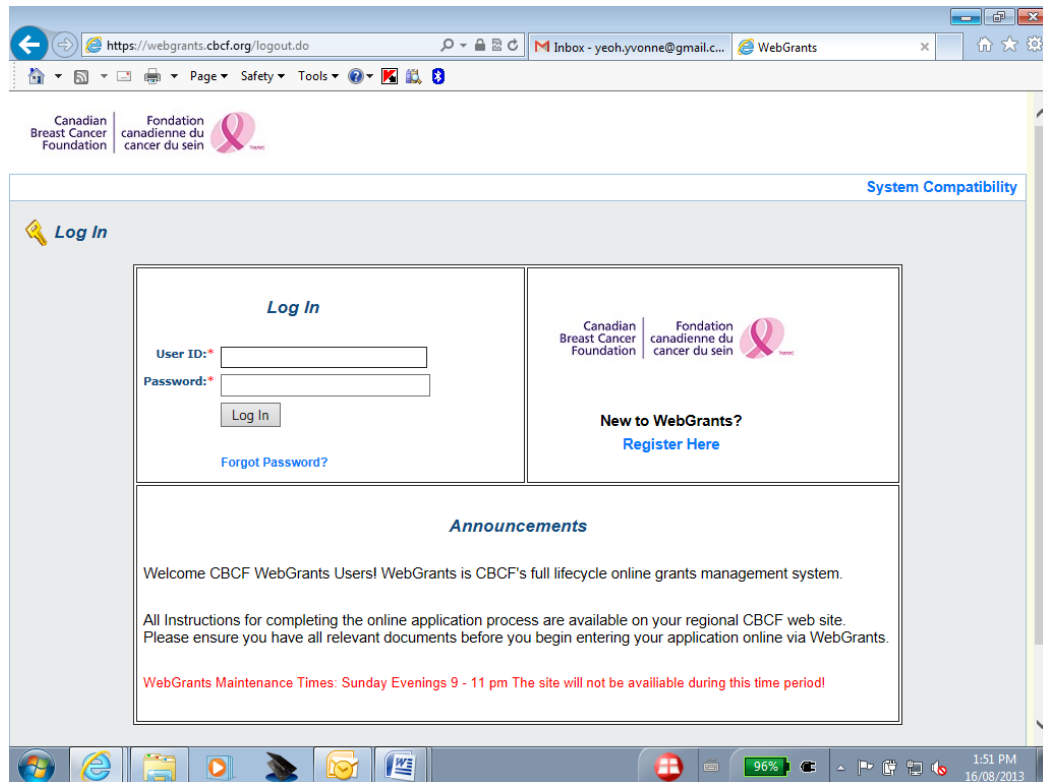 https://webgrants.cbcf.org/logout.do
Inbox - yeoh.yvonne@gmail.c...
WebGrants
Page
Safety
Tools
Canadian Breast Cancer Foundation
Fondation canadienne du cancer du sein
System Compatibility
Log In
Log In
User ID:*
Password:*
Log In
Forgot Password?
Canadian Breast Cancer Foundation
Fondation canadienne du cancer du sein
New to WebGrants?
Register Here
Announcements
Welcome CBCF WebGrants Users! WebGrants is CBCF's full lifecycle online grants management system.
All Instructions for completing the online application process are available on your regional CBCF web site.
Please ensure you have all relevant documents before you begin entering your application online via WebGrants.
WebGrants Maintenance Times: Sunday Evenings 9 - 11 pm The site will not be availiable during this time period!
96%
1:51 PM
16/08/2013